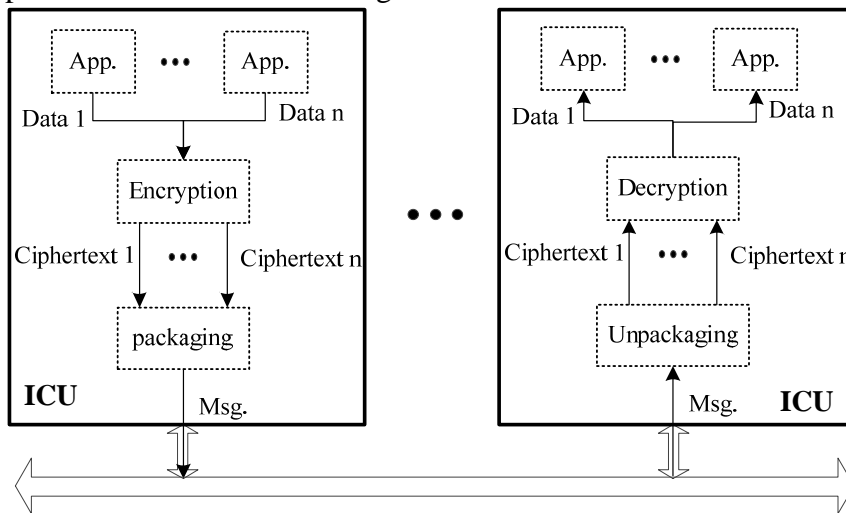 App.
App.
Data 1
Data n
Encryption
Ciphertext 1
Ciphertext n
packaging
ICU
Msg.
App.
App.
Data 1
Data n
Decryption
Ciphertext 1
Ciphertext n
Unpackaging
Msg.
ICU